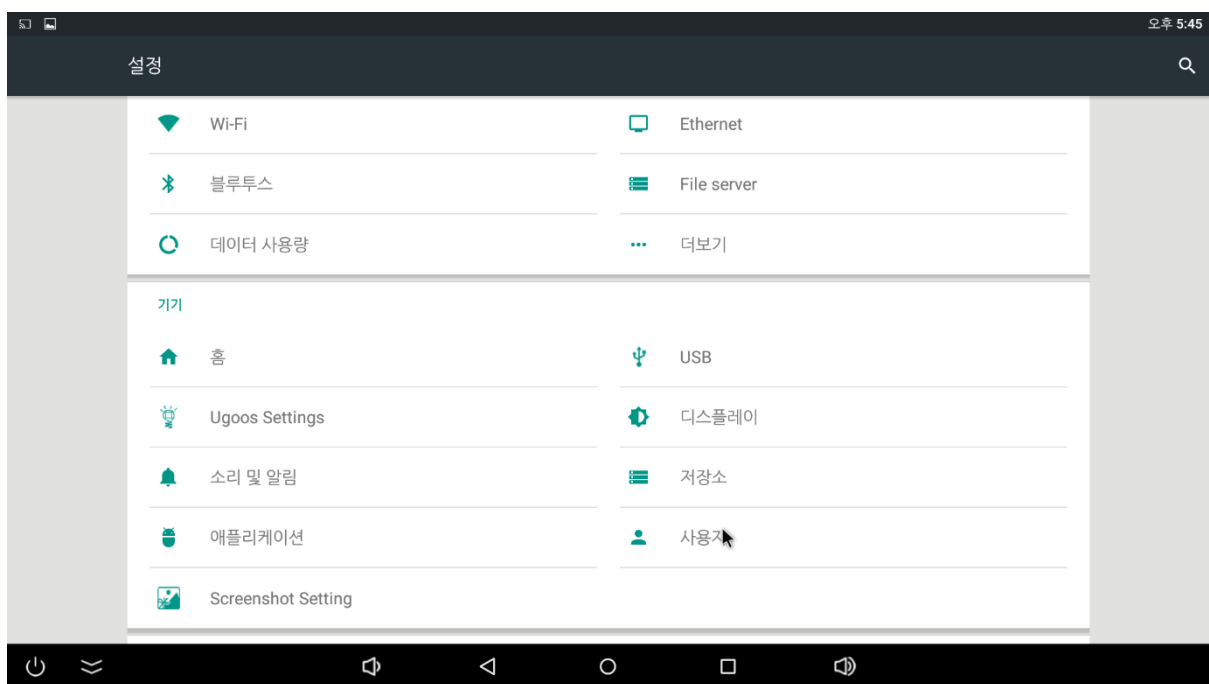 오후 5:45
설정
Wi-Fi
Ethernet
블루투스
File server
데이터 사용량
더보기
기기
홈
USB
Ugoos Settings
디스플레이
소리 및 알림
저장소
애플리케이션
사용자
Screenshot Setting